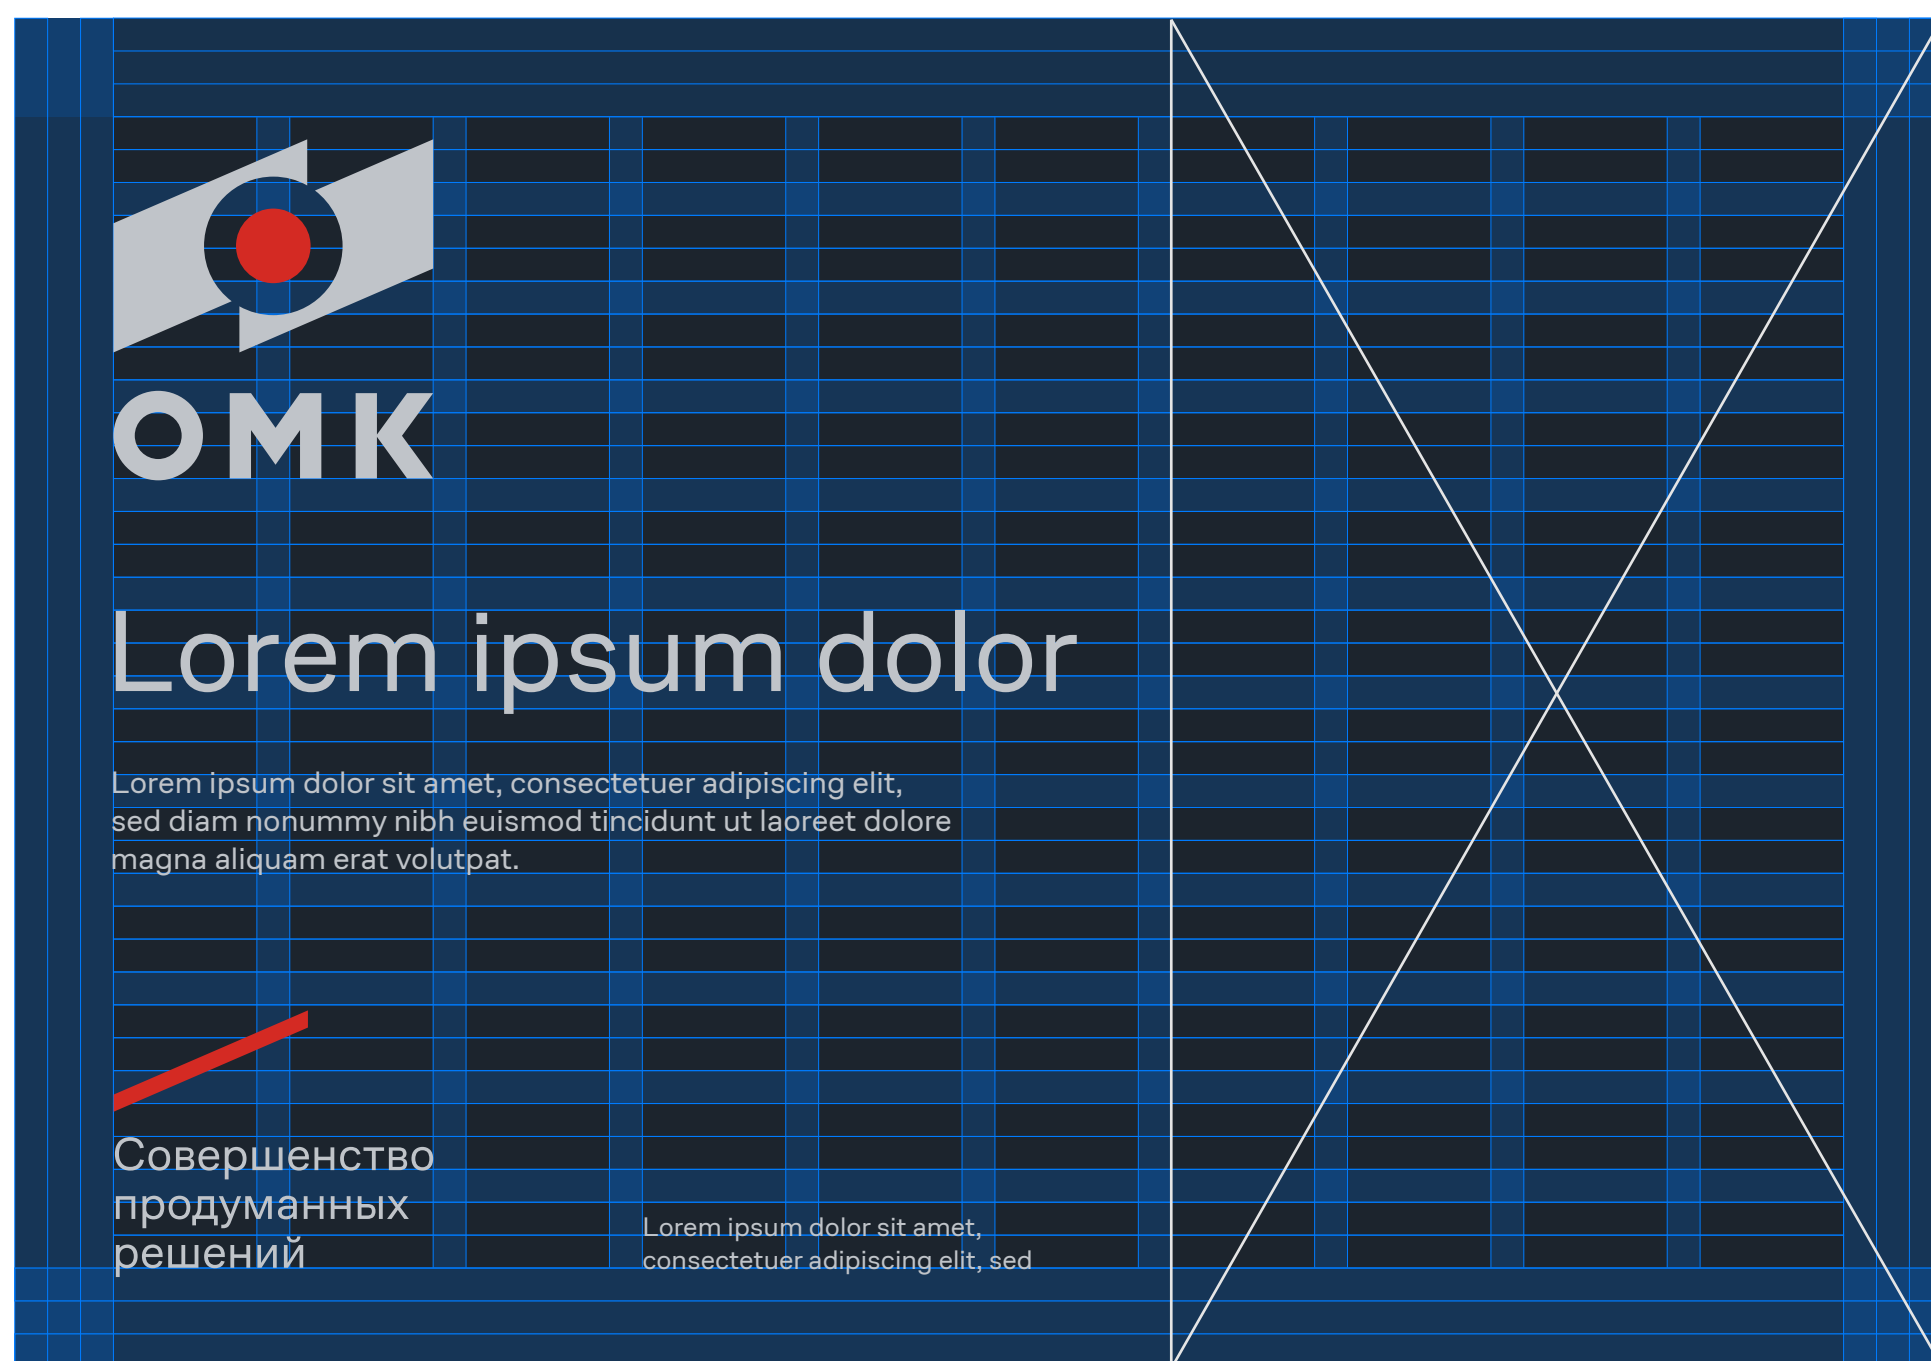 ОМК
Lorem ipsum dolor
Lorem ipsum dolor sit amet, consectetuer adipiscing elit,
sed diam nonummy nibh euismod tincidunt ut laoreet dolore
magna aliquam erat volutpat.
Совершенство
продуманных
решений
Lorem ipsum dolor sit amet,
consectetuer adipiscing elit, sed